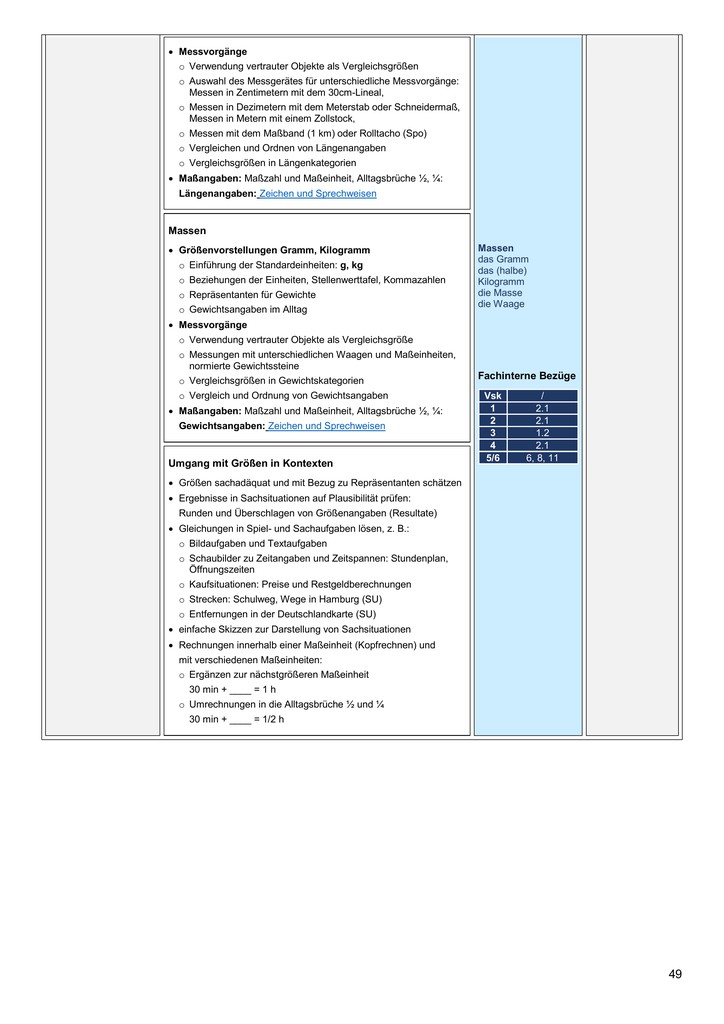 • Messvorgänge
o Verwendung vertrauter Objekte als Vergleichsgrößen
o Auswahl des Messgerätes für unterschiedliche Messvorgänge:
Messen in Zentimetern mit dem 30cm-Lineal,
o Messen in Dezimetern mit dem Meterstab oder Schneidermaß,
Messen in Metern mit einem Zollstock,
o Messen mit dem Maßband (1 km) oder Rolltacho (Spo)
o Vergleichen und Ordnen von Längenangaben
o Vergleichsgrößen in Längenkategorien
• Maßangaben: Maßzahl und Maßeinheit, Alltagsbrüche ½, ¼:
Längenangaben: Zeichen und Sprechweisen
Massen
• Größenvorstellungen Gramm, Kilogramm
o Einführung der Standardeinheiten: g, kg
o Beziehungen der Einheiten, Stellenwerttafel, Kommazahlen
o Repräsentanten für Gewichte
o Gewichtsangaben im Alltag
• Messvorgänge
o Verwendung vertrauter Objekte als Vergleichsgröße
o Messungen mit unterschiedlichen Waagen und Maßeinheiten,
normierte Gewichtssteine
o Vergleichsgrößen in Gewichtskategorien
o Vergleich und Ordnung von Gewichtsangaben
• Maßangaben: Maßzahl und Maßeinheit, Alltagsbrüche ½, ¼:
Gewichtsangaben: Zeichen und Sprechweisen
Umgang mit Größen in Kontexten
• Größen sachadäquat und mit Bezug zu Repräsentanten schätzen
• Ergebnisse in Sachsituationen auf Plausibilität prüfen:
Runden und Überschlagen von Größenangaben (Resultate)
• Gleichungen in Spiel- und Sachaufgaben lösen, z. B.:
o Bildaufgaben und Textaufgaben
o Schaubilder zu Zeitangaben und Zeitspannen: Stundenplan,
Öffnungszeiten
o Kaufsituationen: Preise und Restgeldberechnungen
o Strecken: Schulweg, Wege in Hamburg (SU)
o Entfernungen in der Deutschlandkarte (SU)
• einfache Skizzen zur Darstellung von Sachsituationen
• Rechnungen innerhalb einer Maßeinheit (Kopfrechnen) und
mit verschiedenen Maßeinheiten:
o Ergänzen zur nächstgrößeren Maßeinheit
30 min + ____ = 1 h
o Umrechnungen in die Alltagsbrüche ½ und ¼
30 min + ____ = 1/2 h
Massen
das Gramm
das (halbe)
Kilogramm
die Masse
die Waage
Fachinterne Bezüge
Vsk /
1 2.1
2 2.1
3 1.2
4 2.1
5/6 6, 8, 11
49